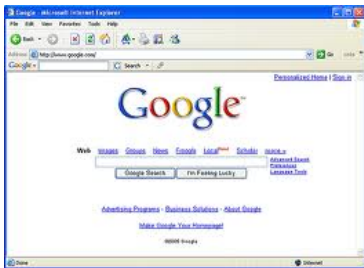 Google - Microsoft Internet Explorer
File Edit View Favorites Tools Help
Back
Address http://www.google.com/ Go
Google Search
Personalized Home | Sign in
Google
Web Images Groups News Froogle Local Scholar more »
Advanced Search
Preferences
Language Tools
Google Search I'm Feeling Lucky
Advertising Programs - Business Solutions - About Google
Make Google Your Homepage!
©2005 Google
Done Internet